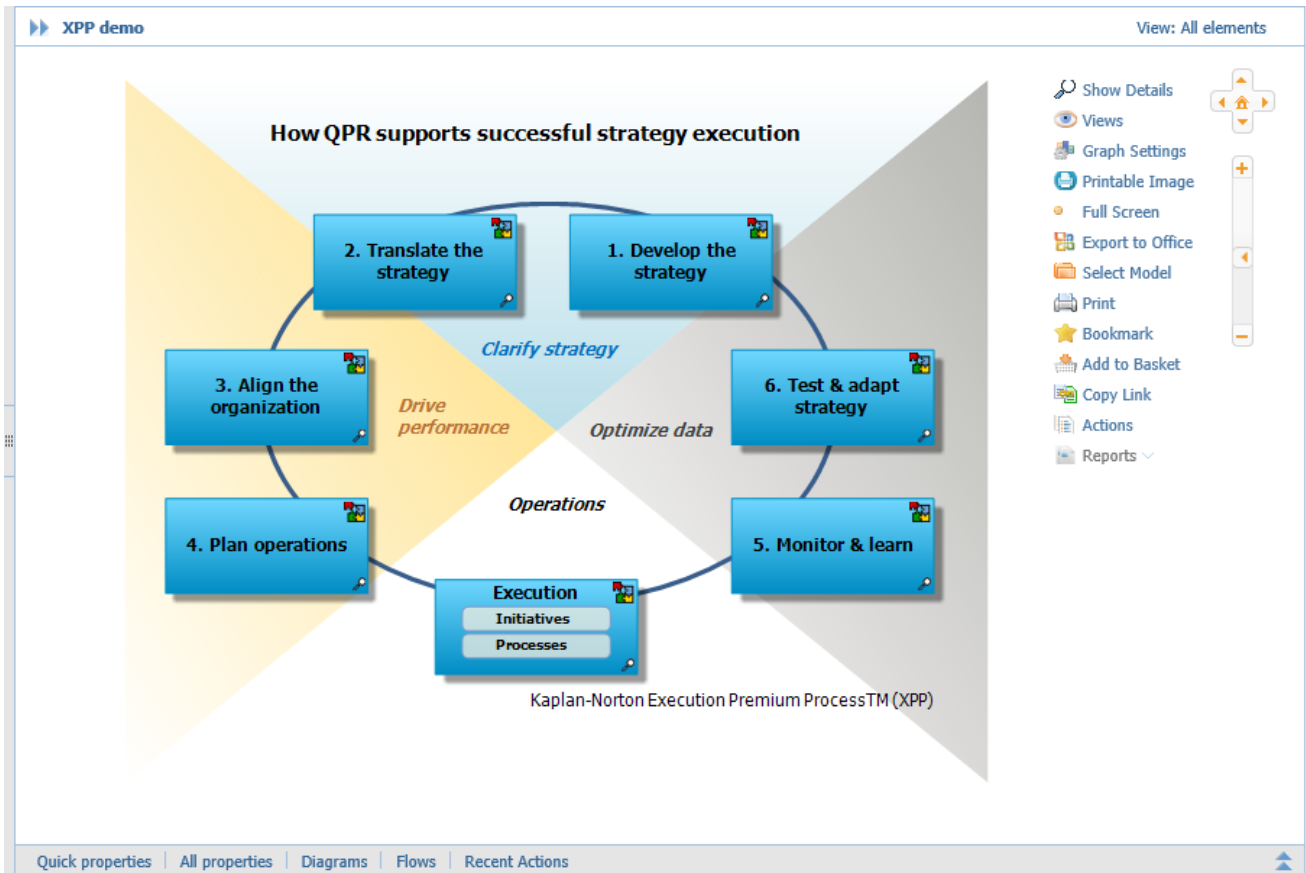 XPP demo
View: All elements
How QPR supports successful strategy execution
2. Translate the
strategy
1. Develop the
strategy
Clarify strategy
3. Align the
organization
Drive
performance
Optimize data
6. Test & adapt
strategy
Operations
4. Plan operations
5. Monitor & learn
Execution
Initiatives
Processes
Kaplan-Norton Execution Premium ProcessTM (XPP)
Show Details
Views
Graph Settings
Printable Image
Full Screen
Export to Office
Select Model
Print
Bookmark
Add to Basket
Copy Link
Actions
Reports
Quick properties
All properties
Diagrams
Flows
Recent Actions